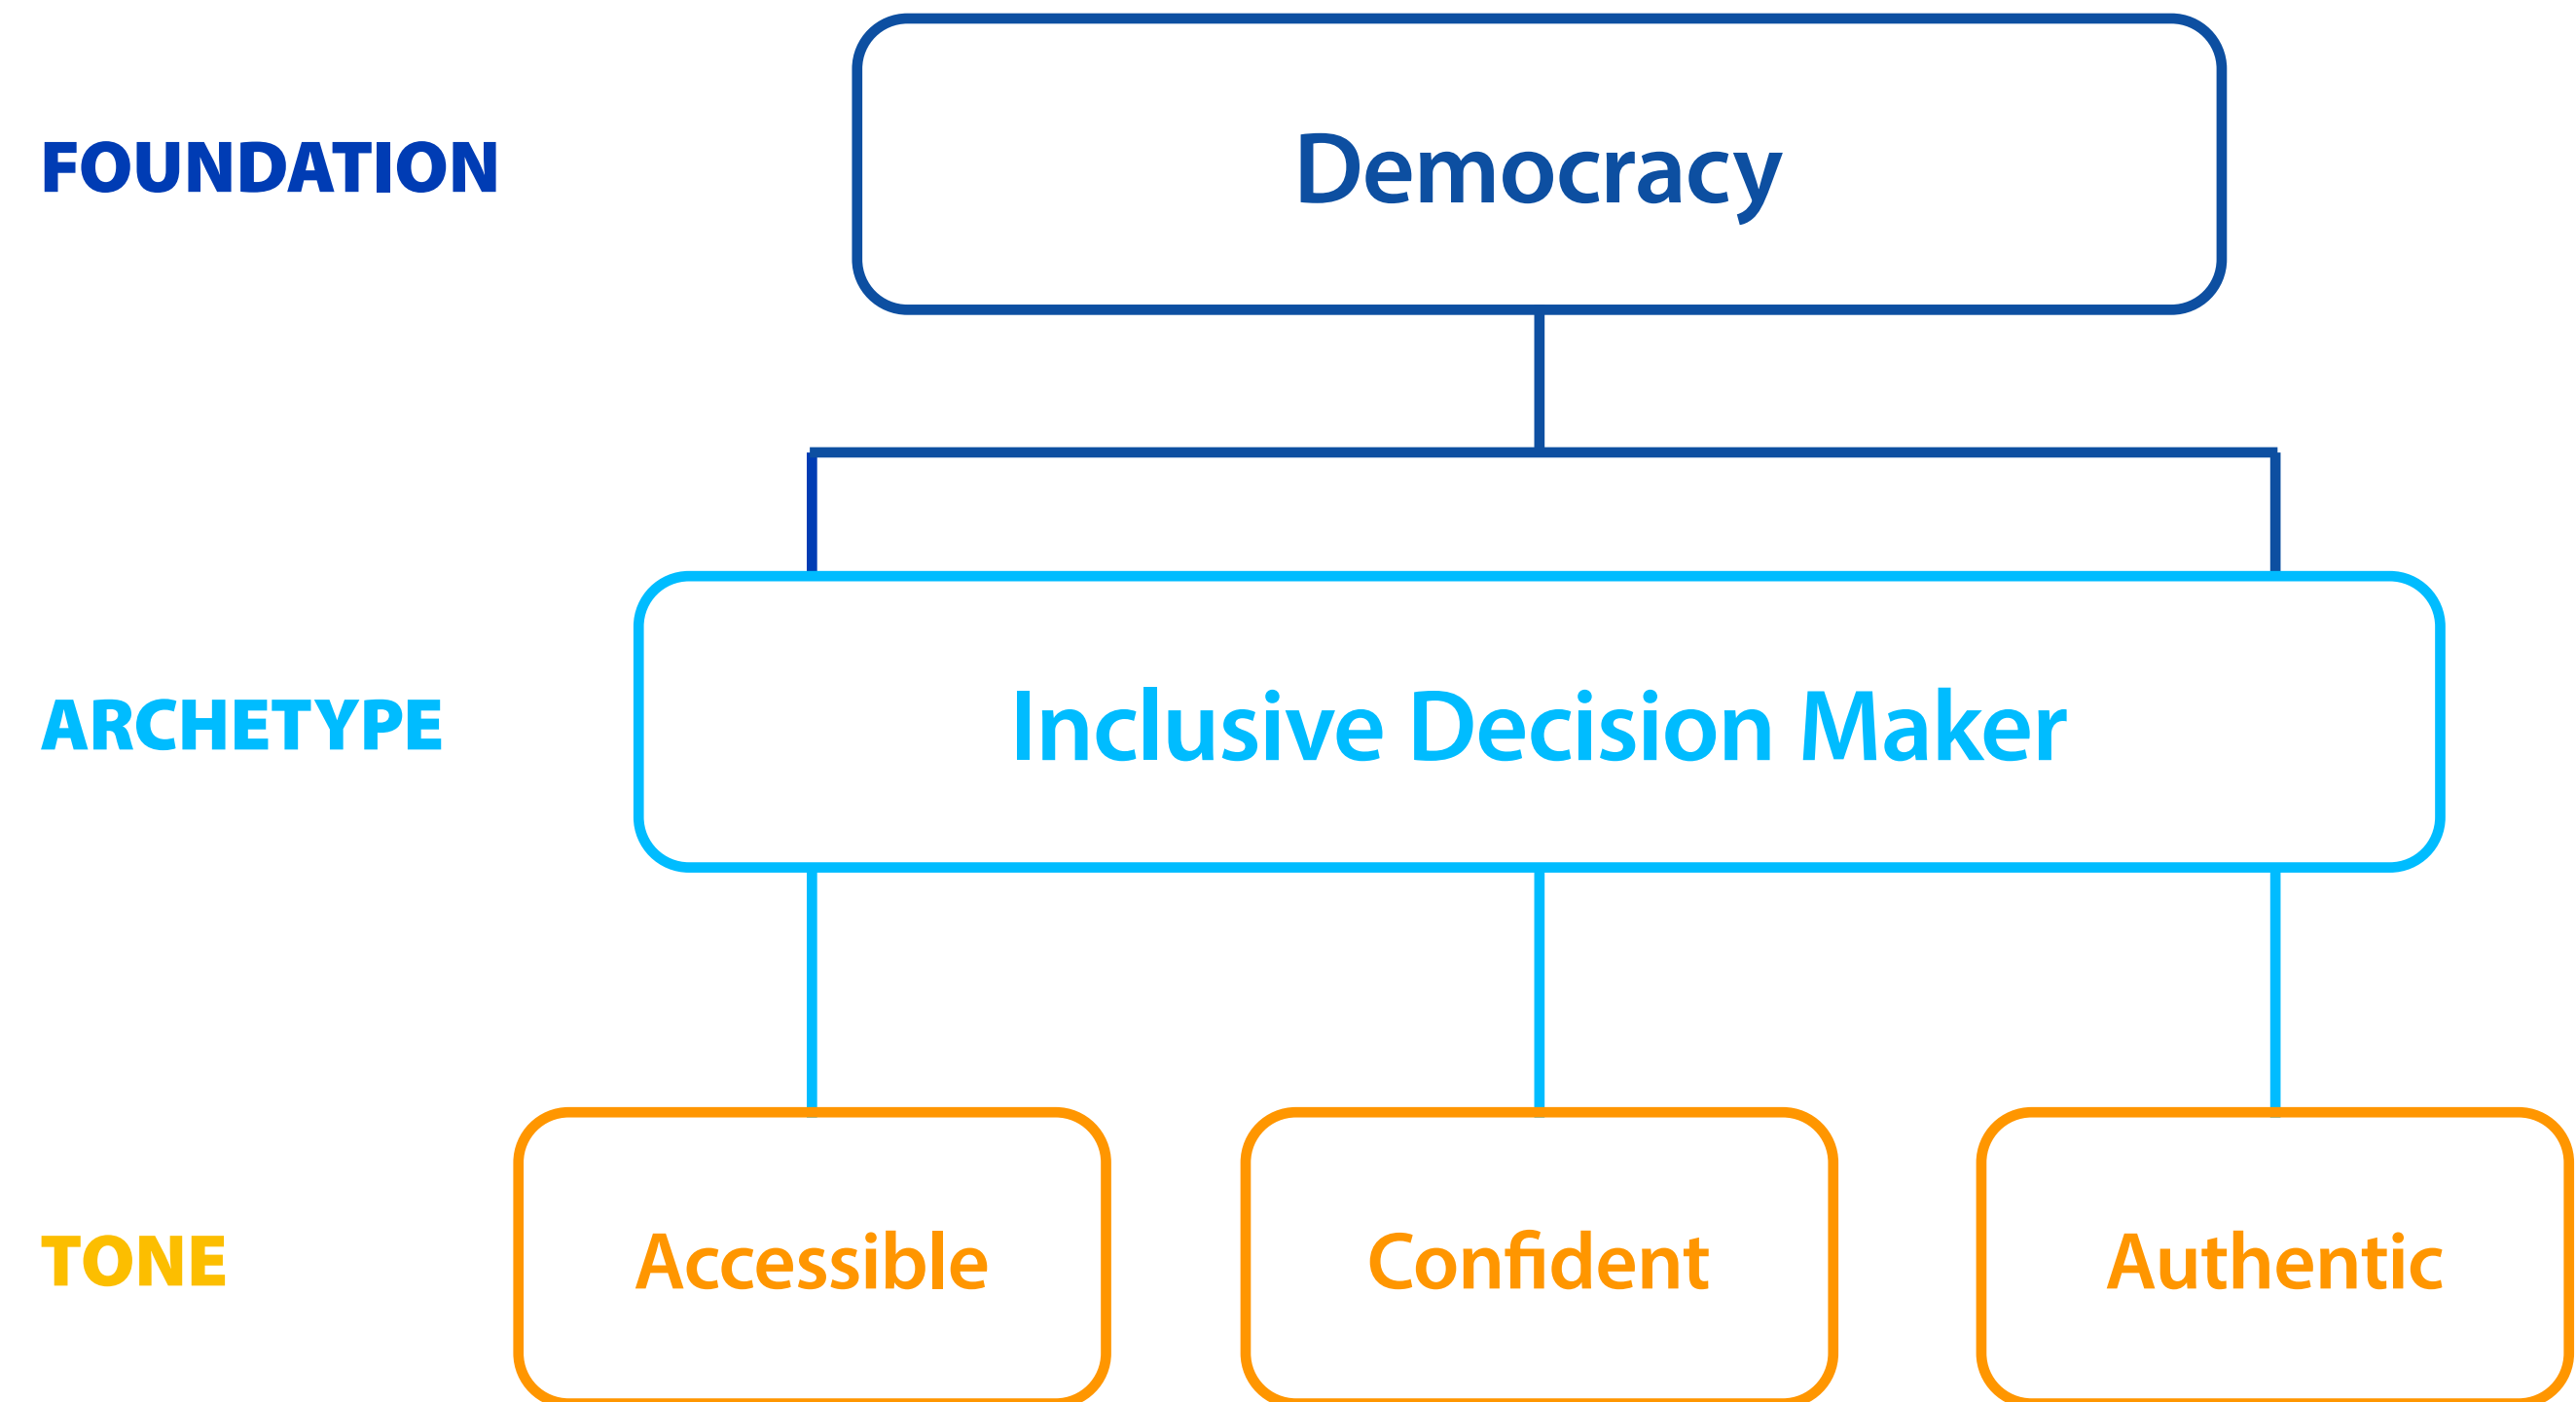 FOUNDATION
Democracy
ARCHETYPE
Inclusive Decision Maker
TONE
Accessible
Confident
Authentic